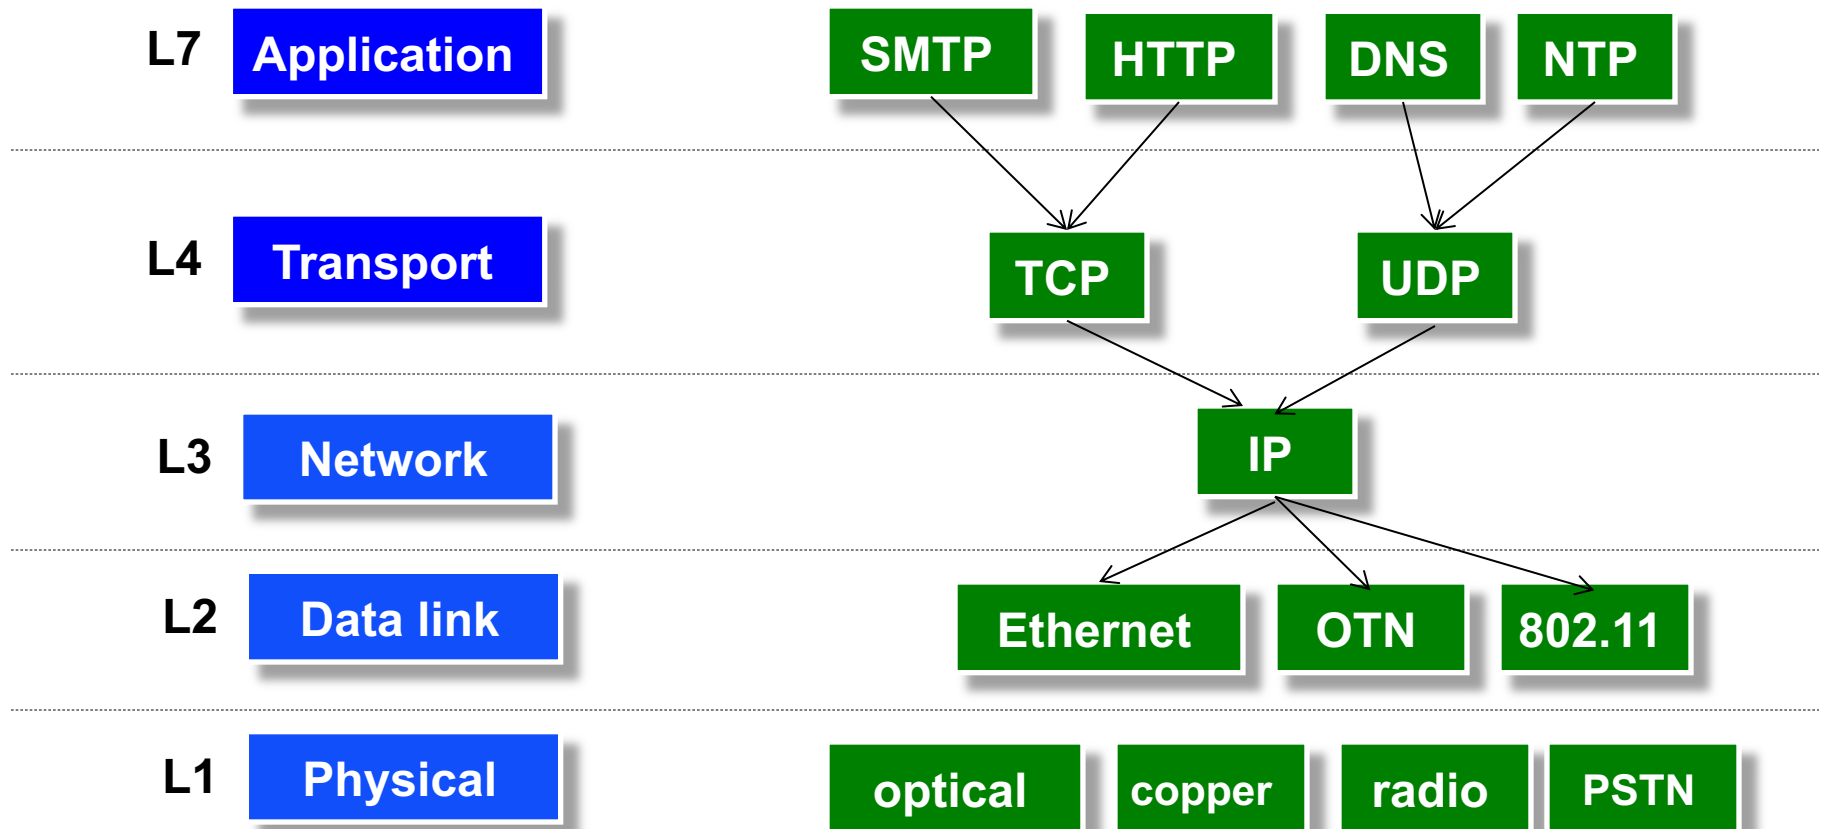 L7 Application SMTP HTTP DNS NTP
L4 Transport TCP UDP
L3 Network IP
L2 Data link Ethernet OTN 802.11
L1 Physical optical copper radio PSTN